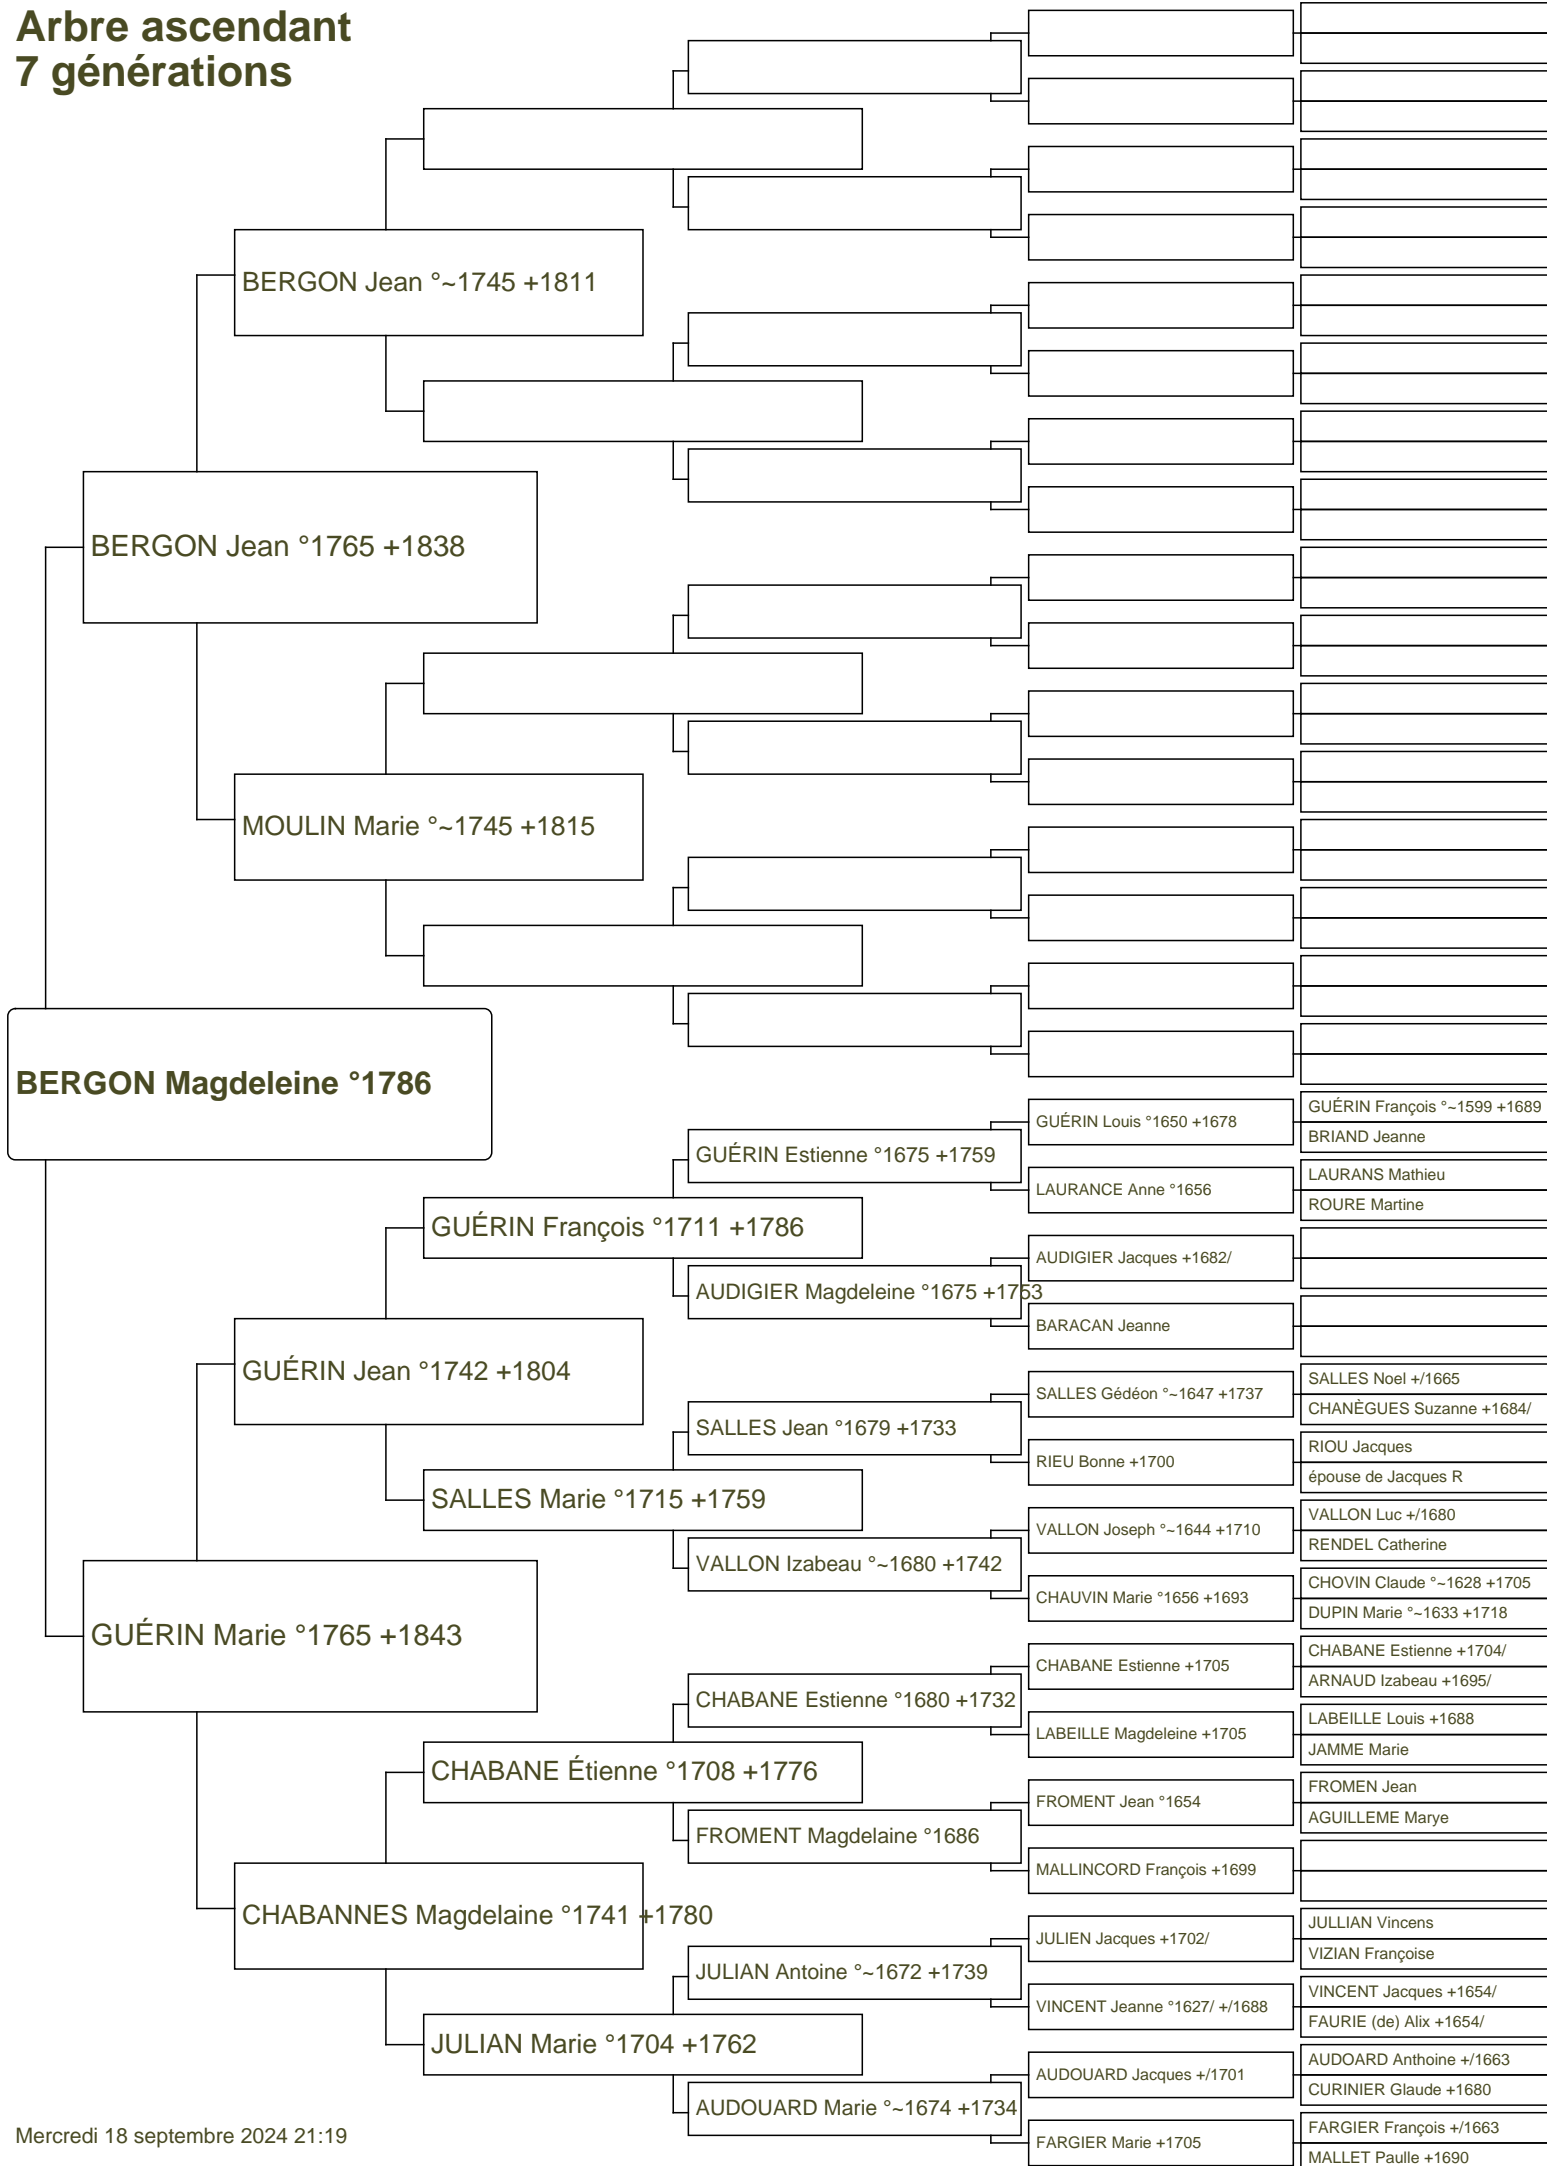 Arbre ascendant
7 générations
BERGON Jean °~1745 +1811
BERGON Jean °1765 +1838
MOULIN Marie °~1745 +1815
BERGON Magdeleine °1786
GUÉRIN Louis °1650 +1678
GUÉRIN François °~1599 +1689
BRIAND Jeanne
GUÉRIN Estienne °1675 +1759
LAURANCE Anne °1656
LAURANS Mathieu
ROURE Martine
GUÉRIN François °1711 +1786
AUDIGIER Jacques +1682/
AUDIGIER Magdeleine °1675 +1753
BARACAN Jeanne
GUÉRIN Jean °1742 +1804
SALLES Gédéon °~1647 +1737
SALLES Noel +/1665
CHANÈGUES Suzanne +1684/
SALLES Jean °1679 +1733
RIEU Bonne +1700
RIOU Jacques
épouse de Jacques R
SALLES Marie °1715 +1759
VALLON Joseph °~1644 +1710
VALLON Luc +/1680
RENDEL Catherine
VALLON Izabeau °~1680 +1742
CHAUVIN Marie °1656 +1693
CHOVIN Claude °~1628 +1705
DUPIN Marie °~1633 +1718
GUÉRIN Marie °1765 +1843
CHABANE Estienne +1705
CHABANE Estienne +1704/
ARNAUD Izabeau +1695/
CHABANE Estienne °1680 +1732
LABEILLE Magdeleine +1705
LABEILLE Louis +1688
JAMME Marie
CHABANE Étienne °1708 +1776
FROMENT Jean °1654
FROMEN Jean
AGUILLEME Marye
FROMENT Magdelaine °1686
MALLINCORD François +1699
CHABANNES Magdelaine °1741 +1780
JULIEN Jacques +1702/
JULLIAN Vincens
VIZIAN Françoise
JULIAN Antoine °~1672 +1739
VINCENT Jeanne °1627/ +/1688
VINCENT Jacques +1654/
FAURIE (de) Alix +1654/
JULIAN Marie °1704 +1762
AUDOUARD Jacques +/1701
AUDOARD Anthoine +/1663
CURINIER Glaude +1680
AUDOUARD Marie °~1674 +1734
FARGIER Marie +1705
FARGIER François +/1663
MALLET Paulle +1690
Mercredi 18 septembre 2024 21:19